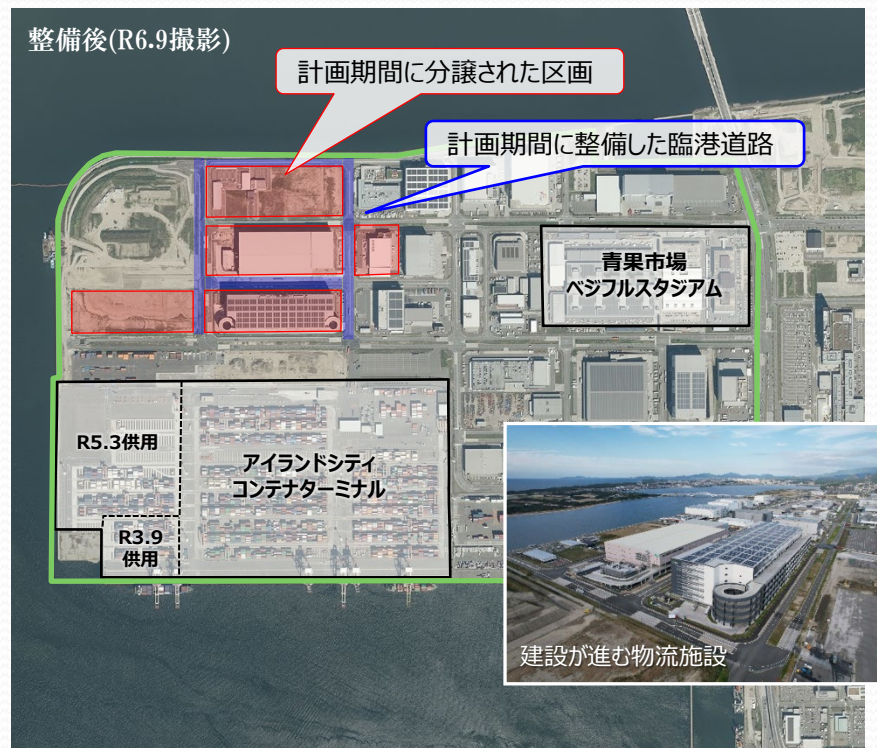 整備後(R6.9撮影)
計画期間に分譲された区画
計画期間に整備した臨港道路
青果市場
ベジフルスタジアム
R5.3供用
アイランドシティ
コンテナターミナル
R3.9
供用
建設が進む物流施設